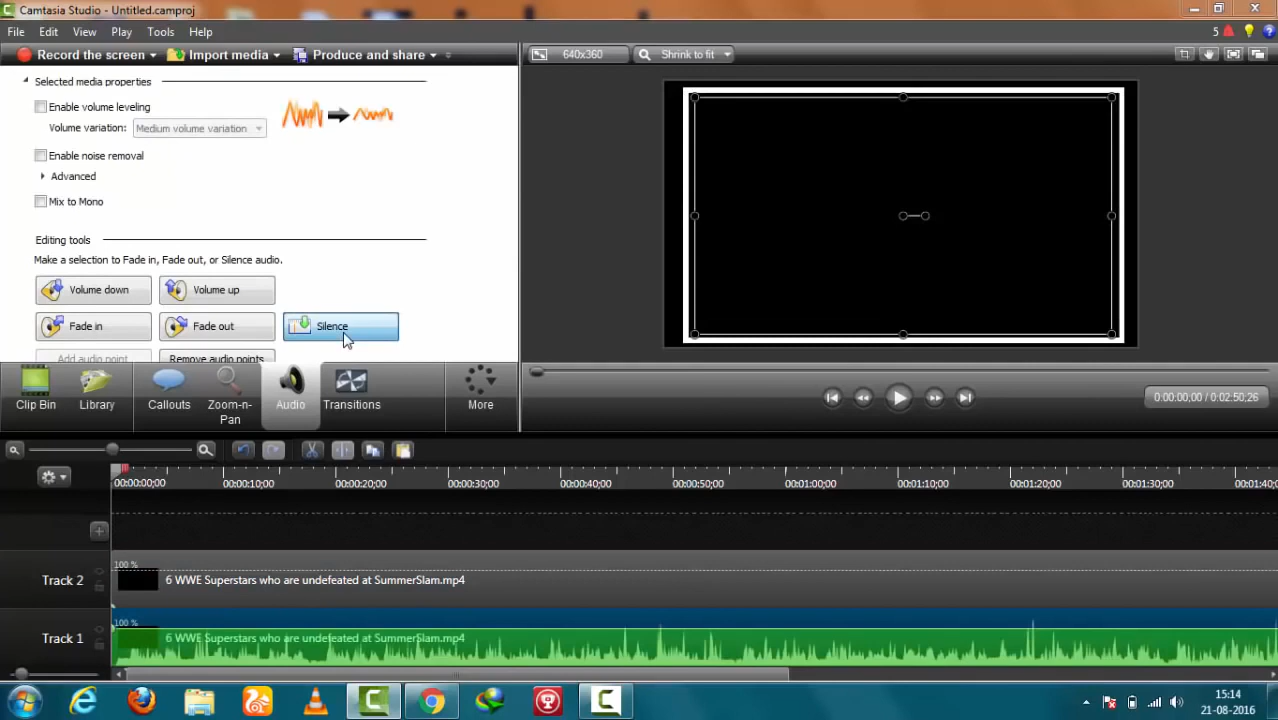 Camtasia Studio - Untitled.camproj
File Edit View Play Tools Help
5
Record the screen Import media Produce and share
640x360 Shrink to fit
Selected media properties
Enable volume leveling
Volume variation: Medium volume variation
Enable noise removal
Advanced
Mix to Mono
Editing tools
Make a selection to Fade in, Fade out, or Silence audio.
Volume down Volume up
Fade in Fade out Silence
Add audio point Remove audio points
Clip Bin Library Callouts Zoom-n-Pan Audio Transitions More
0:00:00;00 / 0:02:50;26
00:00:00;00 00:00:10;00 00:00:20;00 00:00:30;00 00:00:40;00 00:00:50;00 00:01:00;00 00:01:10;00 00:01:20;00 00:01:30;00 00:01:40;0
100 %
Track 2 6 WWE Superstars who are undefeated at SummerSlam.mp4
100 %
Track 1 6 WWE Superstars who are undefeated at SummerSlam.mp4
15:14
21-08-2016